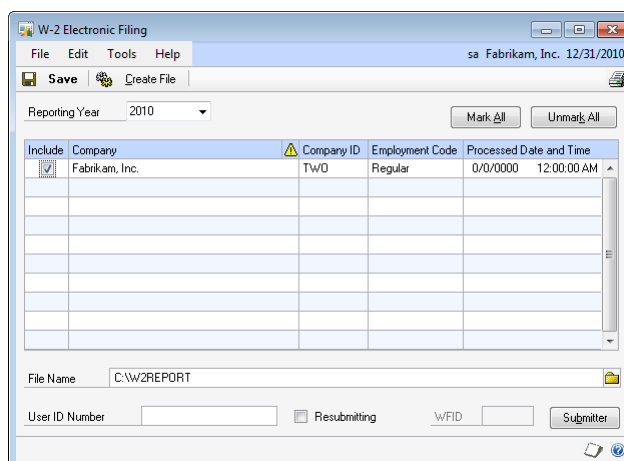 W-2 Electronic Filing
File Edit Tools Help sa Fabrikam, Inc. 12/31/2010
Save Create File
Reporting Year 2010 Mark All Unmark All
Include Company Company ID Employment Code Processed Date and Time
Fabrikam, Inc. TWO Regular 0/0/0000 12:00:00 AM
File Name C:\W2REPORT
User ID Number Resubmitting WFID Submitter